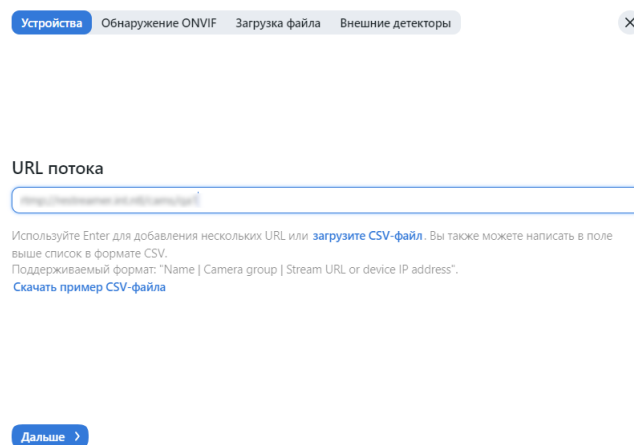 Устройства Обнаружение ONVIF Загрузка файла Внешние детекторы
URL потока
Используйте Enter для добавления нескольких URL или загрузите CSV-файл. Вы также можете написать в поле
выше список в формате CSV.
Поддерживаемый формат: "Name | Camera group | Stream URL or device IP address".
Скачать пример CSV-файла
Дальше